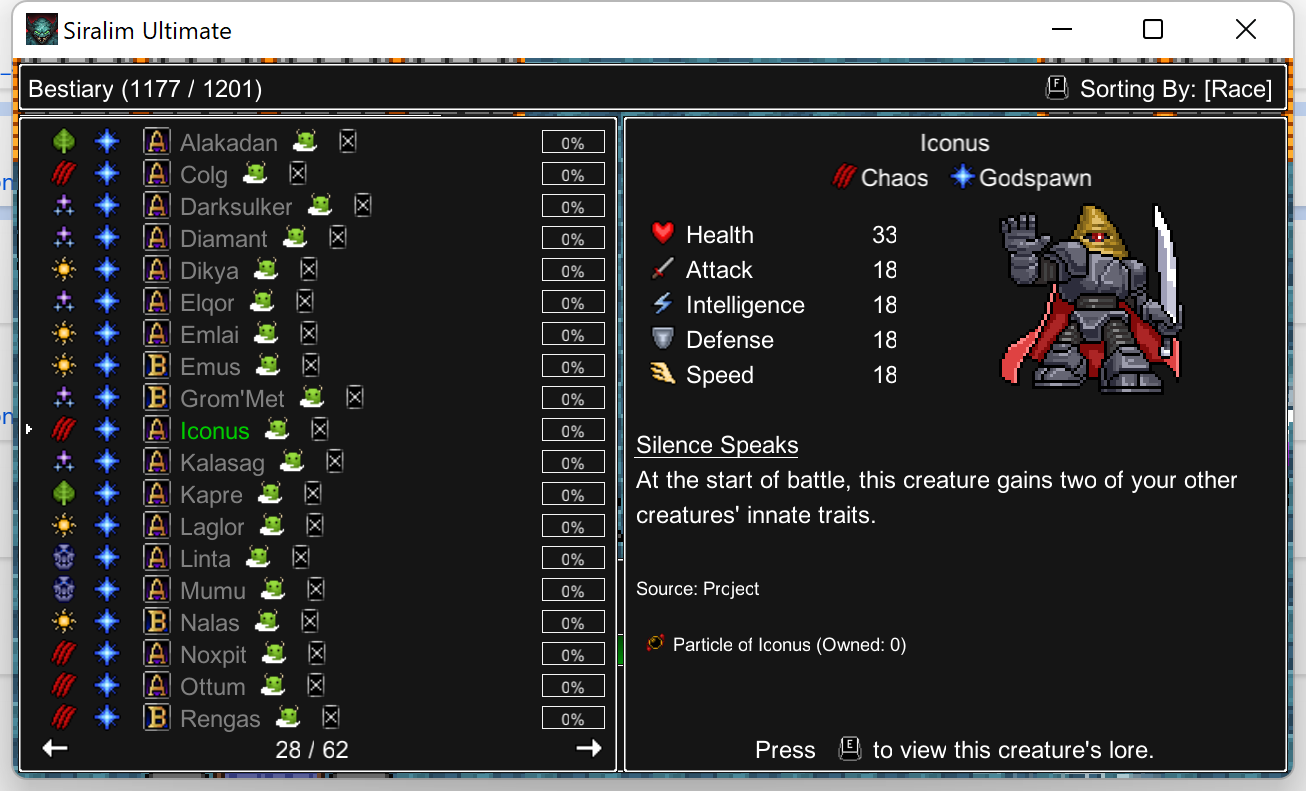 Siralim Ultimate
Bestiary (1177 / 1201)
F Sorting By: [Race]
A Alakadan 0%
A Colg 0%
A Darksulker 0%
A Diamant 0%
A Dikya 0%
A Elqor 0%
A Emlai 0%
B Emus 0%
B Grom'Met 0%
A Iconus 0%
A Kalasag 0%
A Kapre 0%
A Laglor 0%
A Linta 0%
A Mumu 0%
B Nalas 0%
A Noxpit 0%
A Ottum 0%
B Rengas 0%
28 / 62
Iconus
Chaos Godspawn
Health 33
Attack 18
Intelligence 18
Defense 18
Speed 18
Silence Speaks
At the start of battle, this creature gains two of your other
creatures' innate traits.
Source: Project
Particle of Iconus (Owned: 0)
Press E to view this creature's lore.